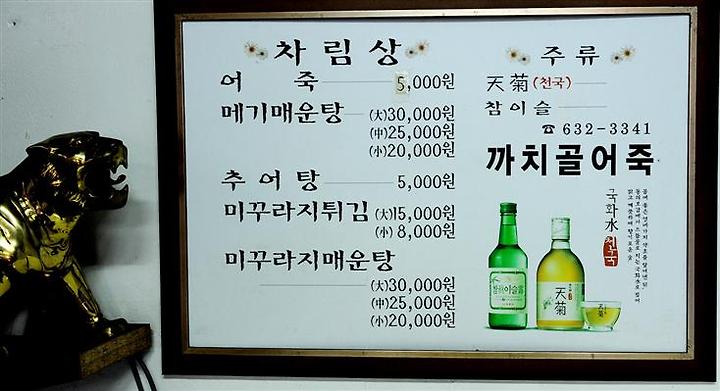 차림상
어 죽 5,000원
메기매운탕 (大)30,000원
(中)25,000원
(小)20,000원
추어탕 5,000원
미꾸라지튀김 (大)15,000원
(小) 8,000원
미꾸라지매운탕
(大)30,000원
(中)25,000원
(小)20,000원
주류
天菊(천국)
참이슬
☎ 632-3341
까치골어죽
국화水 천국
참이슬露
天菊